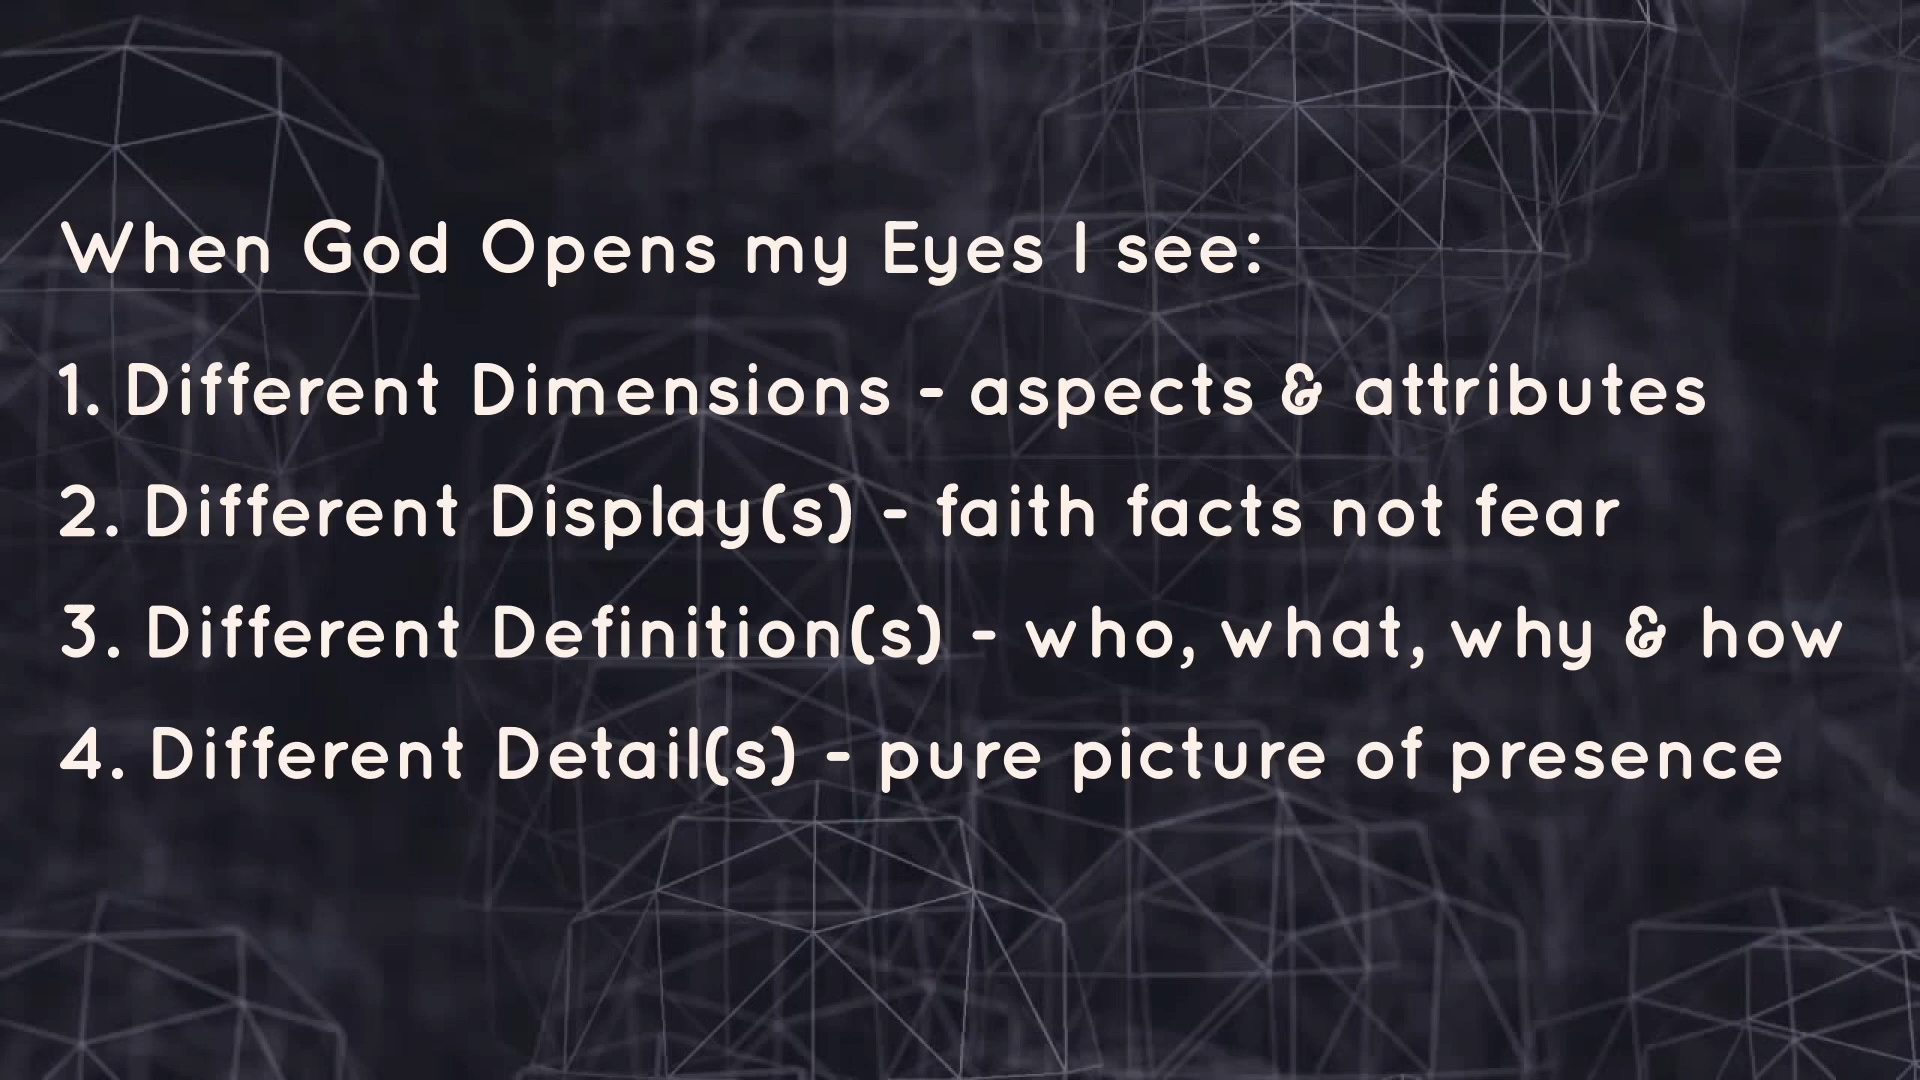 When God Opens my Eyes I see:
1. Different Dimensions - aspects & attributes
2. Different Display(s) - faith facts not fear
3. Different Definition(s) - who, what, why & how
4. Different Detail(s) - pure picture of presence